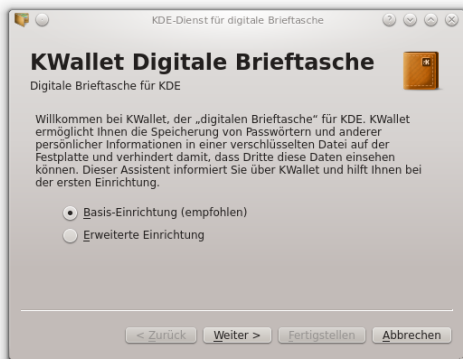 KDE-Dienst für digitale Brieftasche
KWallet Digitale Brieftasche
Digitale Brieftasche für KDE
Willkommen bei KWallet, der „digitalen Brieftasche“ für KDE. KWallet
ermöglicht Ihnen die Speicherung von Passwörtern und anderer
persönlicher Informationen in einer verschlüsselten Datei auf der
Festplatte und verhindert damit, dass Dritte diese Daten einsehen
können. Dieser Assistent informiert Sie über KWallet und hilft Ihnen bei
der ersten Einrichtung.
Basis-Einrichtung (empfohlen)
Erweiterte Einrichtung
< Zurück Weiter > Fertigstellen Abbrechen